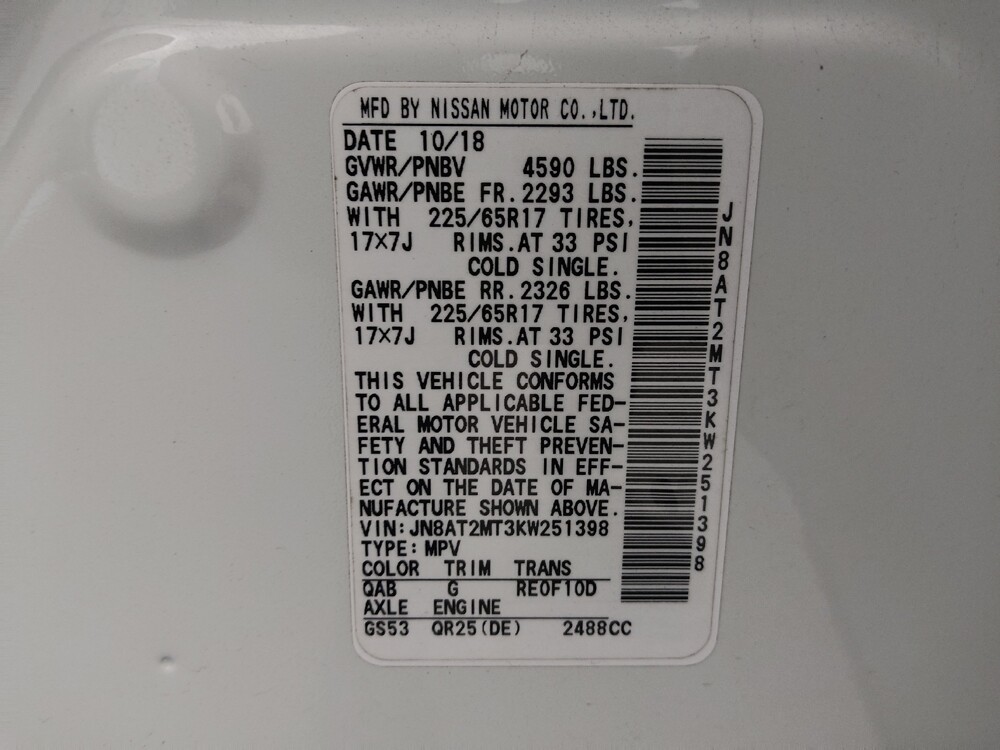 MFD BY NISSAN MOTOR CO.,LTD.
DATE 10/18
GVWR/PNBV 4590 LBS.
GAWR/PNBE FR.2293 LBS.
WITH 225/65R17 TIRES,
17×7J RIMS.AT 33 PSI
COLD SINGLE.
GAWR/PNBE RR.2326 LBS.
WITH 225/65R17 TIRES,
17×7J RIMS.AT 33 PSI
COLD SINGLE.
THIS VEHICLE CONFORMS
TO ALL APPLICABLE FED-
ERAL MOTOR VEHICLE SA-
FETY AND THEFT PREVEN-
TION STANDARDS IN EFF-
ECT ON THE DATE OF MA-
NUFACTURE SHOWN ABOVE.
VIN:JN8AT2MT3KW251398
TYPE:MPV
COLOR TRIM TRANS
QAB G RE0F10D
AXLE ENGINE
GS53 QR25(DE) 2488CC
JN8AT2MT3KW251398